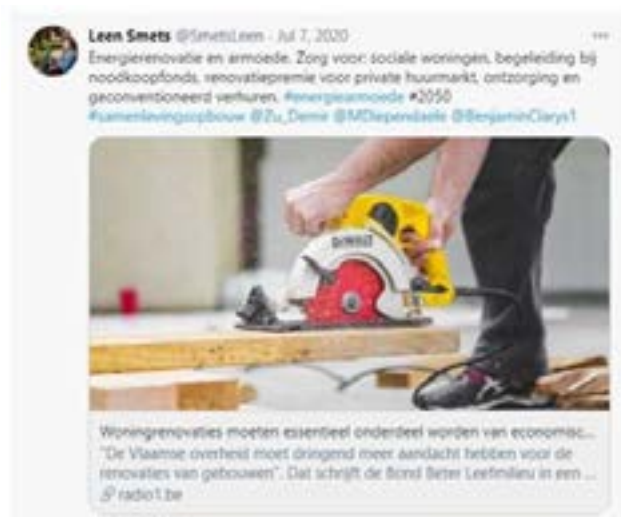 Leen Smets @SmetsLeen · Jul 7, 2020
Energierenovatie en armoede. Zorg voor: sociale woningen, begeleiding bij
noodkoopfonds, renovatiepremie voor private huurmarkt, ontzorging en
geconventioneerd verhuren. #energiearmoede #2050
#samenlevingsopbouw @Zu_Demir @MDiependaele @BenjaminClarys1
DEWALT
Woningrenovaties moeten essentieel onderdeel worden van economisc...
"De Vlaamse overheid moet dringend meer aandacht hebben voor de
renovaties van gebouwen". Dat schrijft de Bond Beter Leefmilieu in een ...
radio1.be